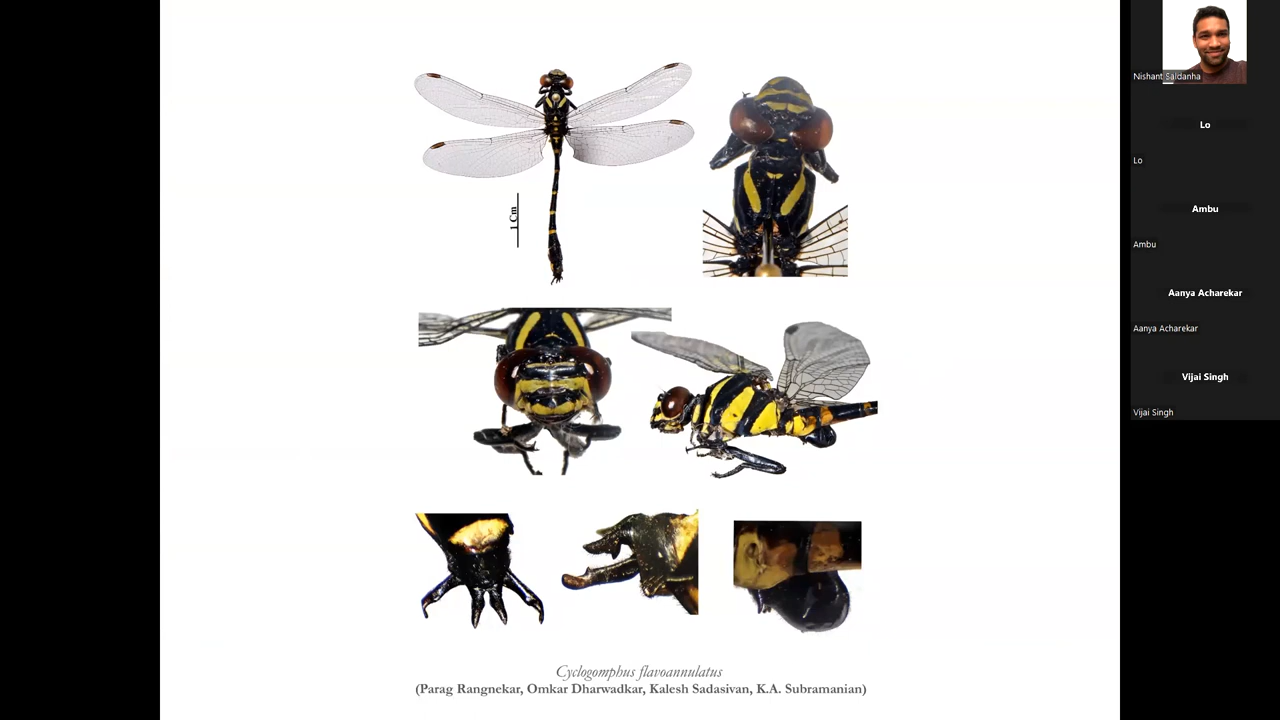 1 Cm
Cyclogomphus flavoannulatus
(Parag Rangnekar, Omkar Dharwadkar, Kalesh Sadasivan, K.A. Subramanian)
Nishant Saldanha
Lo
Lo
Ambu
Ambu
Aanya Acharekar
Aanya Acharekar
Vijai Singh
Vijai Singh